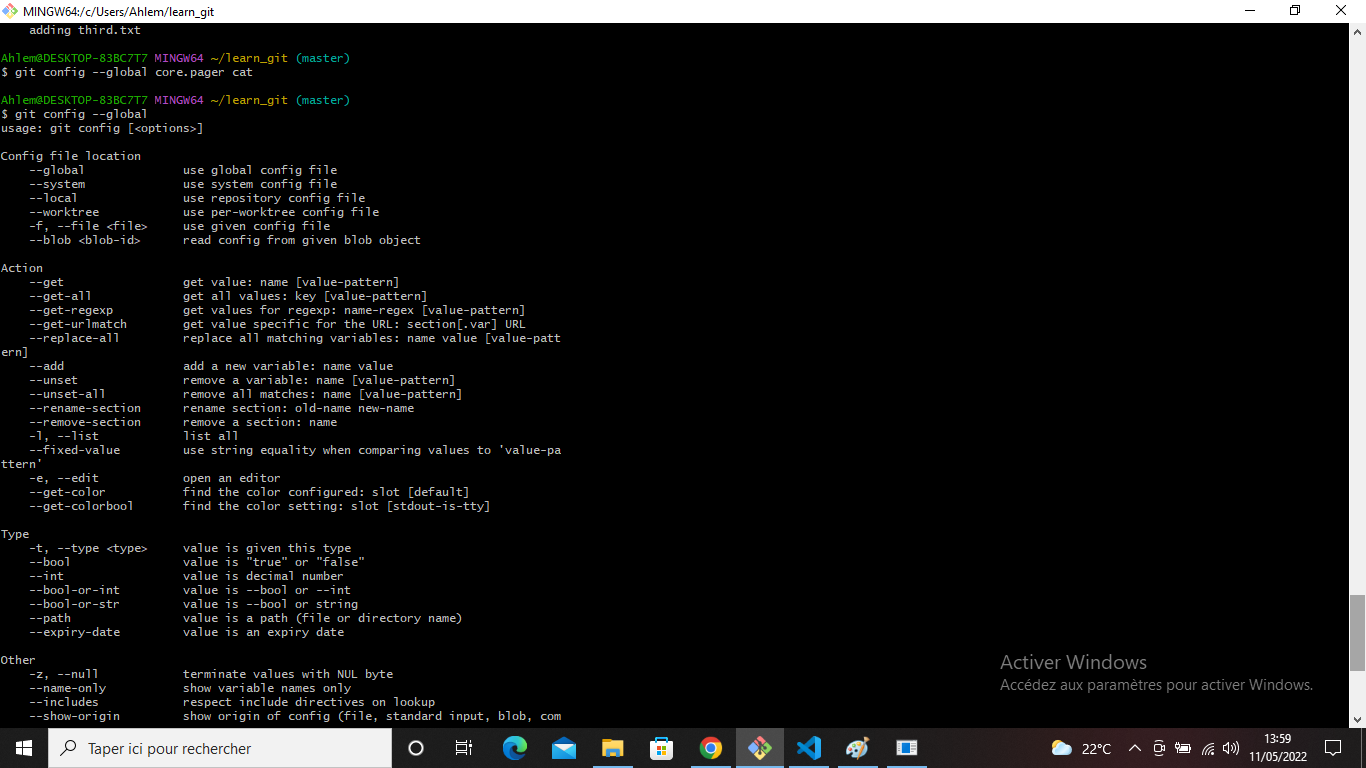 MINGW64:/c/Users/Ahlem/learn_git
    adding third.txt
Ahlem@DESKTOP-83BC7T7 MINGW64 ~/learn_git (master)
$ git config --global core.pager cat
Ahlem@DESKTOP-83BC7T7 MINGW64 ~/learn_git (master)
$ git config --global
usage: git config [<options>]
Config file location
    --global              use global config file
    --system              use system config file
    --local               use repository config file
    --worktree            use per-worktree config file
    -f, --file <file>     use given config file
    --blob <blob-id>      read config from given blob object
Action
    --get                 get value: name [value-pattern]
    --get-all             get all values: key [value-pattern]
    --get-regexp          get values for regexp: name-regex [value-pattern]
    --get-urlmatch        get value specific for the URL: section[.var] URL
    --replace-all         replace all matching variables: name value [value-patt
ern]
    --add                 add a new variable: name value
    --unset               remove a variable: name [value-pattern]
    --unset-all           remove all matches: name [value-pattern]
    --rename-section      rename section: old-name new-name
    --remove-section      remove a section: name
    -l, --list            list all
    --fixed-value         use string equality when comparing values to 'value-pa
ttern'
    -e, --edit            open an editor
    --get-color           find the color configured: slot [default]
    --get-colorbool       find the color setting: slot [stdout-is-tty]
Type
    -t, --type <type>     value is given this type
    --bool                value is "true" or "false"
    --int                 value is decimal number
    --bool-or-int         value is --bool or --int
    --bool-or-str         value is --bool or string
    --path                value is a path (file or directory name)
    --expiry-date         value is an expiry date
Other
    -z, --null            terminate values with NUL byte
    --name-only           show variable names only
    --includes            respect include directives on lookup
    --show-origin         show origin of config (file, standard input, blob, com
Activer Windows
Accédez aux paramètres pour activer Windows.
Taper ici pour rechercher
22°C
13:59
11/05/2022